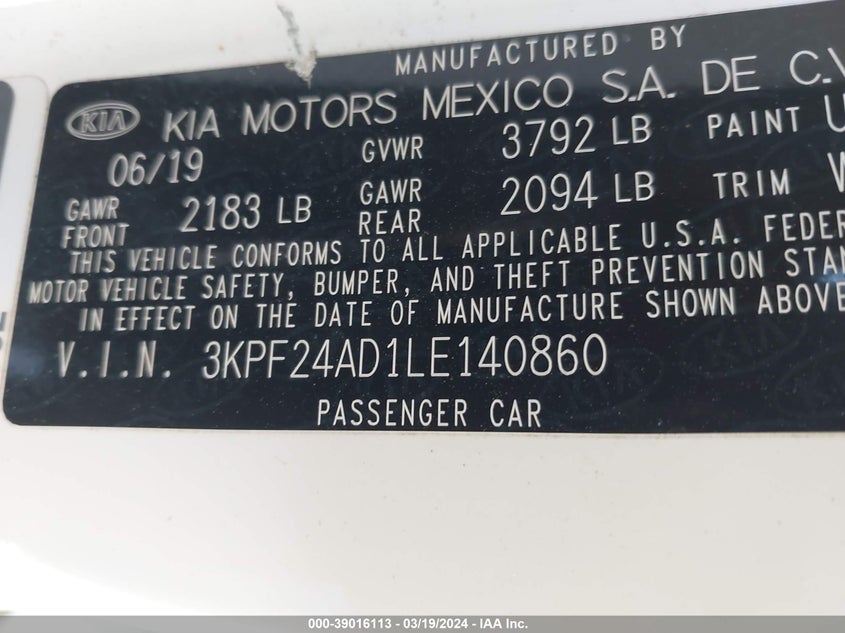 MANUFACTURED BY
KIA KIA MOTORS MEXICO S.A. DE C.V
06/19 GVWR 3792 LB PAINT
GAWR FRONT 2183 LB GAWR REAR 2094 LB TRIM
THIS VEHICLE CONFORMS TO ALL APPLICABLE U.S.A. FEDER
MOTOR VEHICLE SAFETY, BUMPER, AND THEFT PREVENTION STAN
IN EFFECT ON THE DATE OF MANUFACTURE SHOWN ABOVE
V.I.N. 3KPF24AD1LE140860
PASSENGER CAR
000-39016113 - 03/19/2024 - IAA Inc.